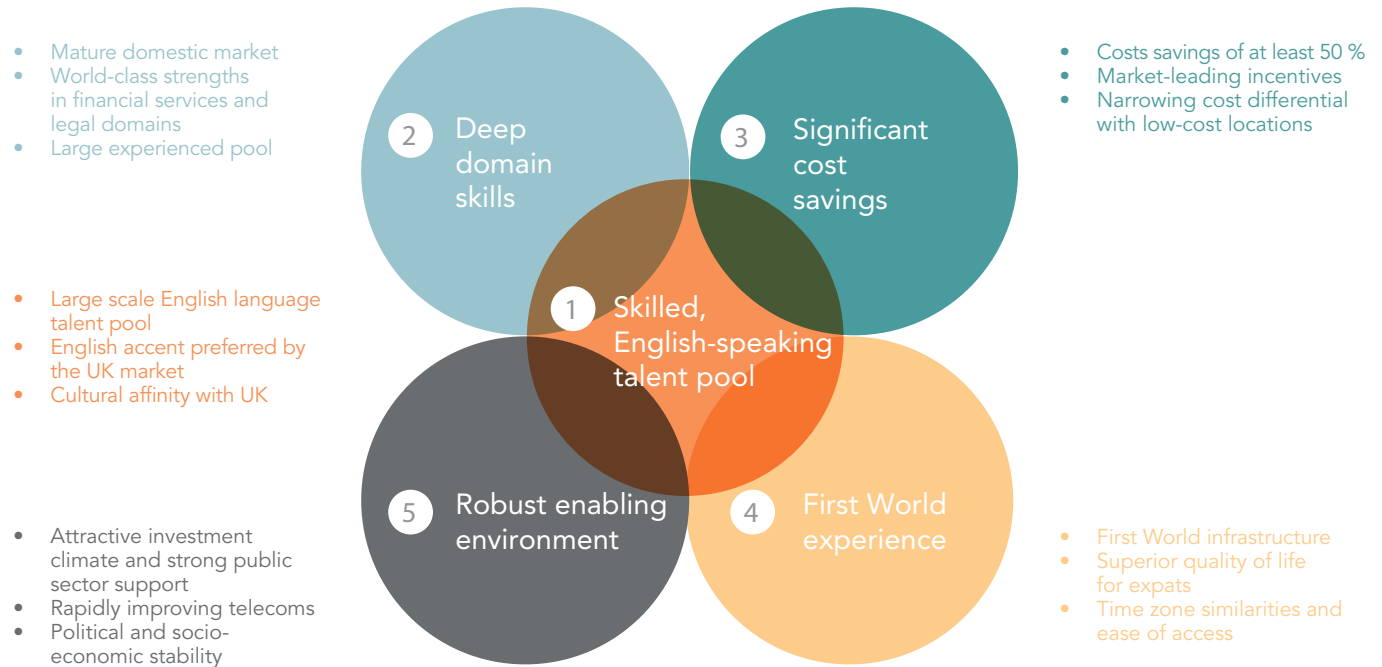 • Mature domestic market
• World-class strengths
in financial services and
legal domains
• Large experienced pool
2
Deep
domain
skills
3
Significant
cost
savings
• Costs savings of at least 50 %
• Market-leading incentives
• Narrowing cost differential
with low-cost locations
• Large scale English language
talent pool
• English accent preferred by
the UK market
• Cultural affinity with UK
1
Skilled,
English-speaking
talent pool
5
Robust enabling
environment
4
First World
experience
• Attractive investment
climate and strong public
sector support
• Rapidly improving telecoms
• Political and socio-
economic stability
• First World infrastructure
• Superior quality of life
for expats
• Time zone similarities and
ease of access